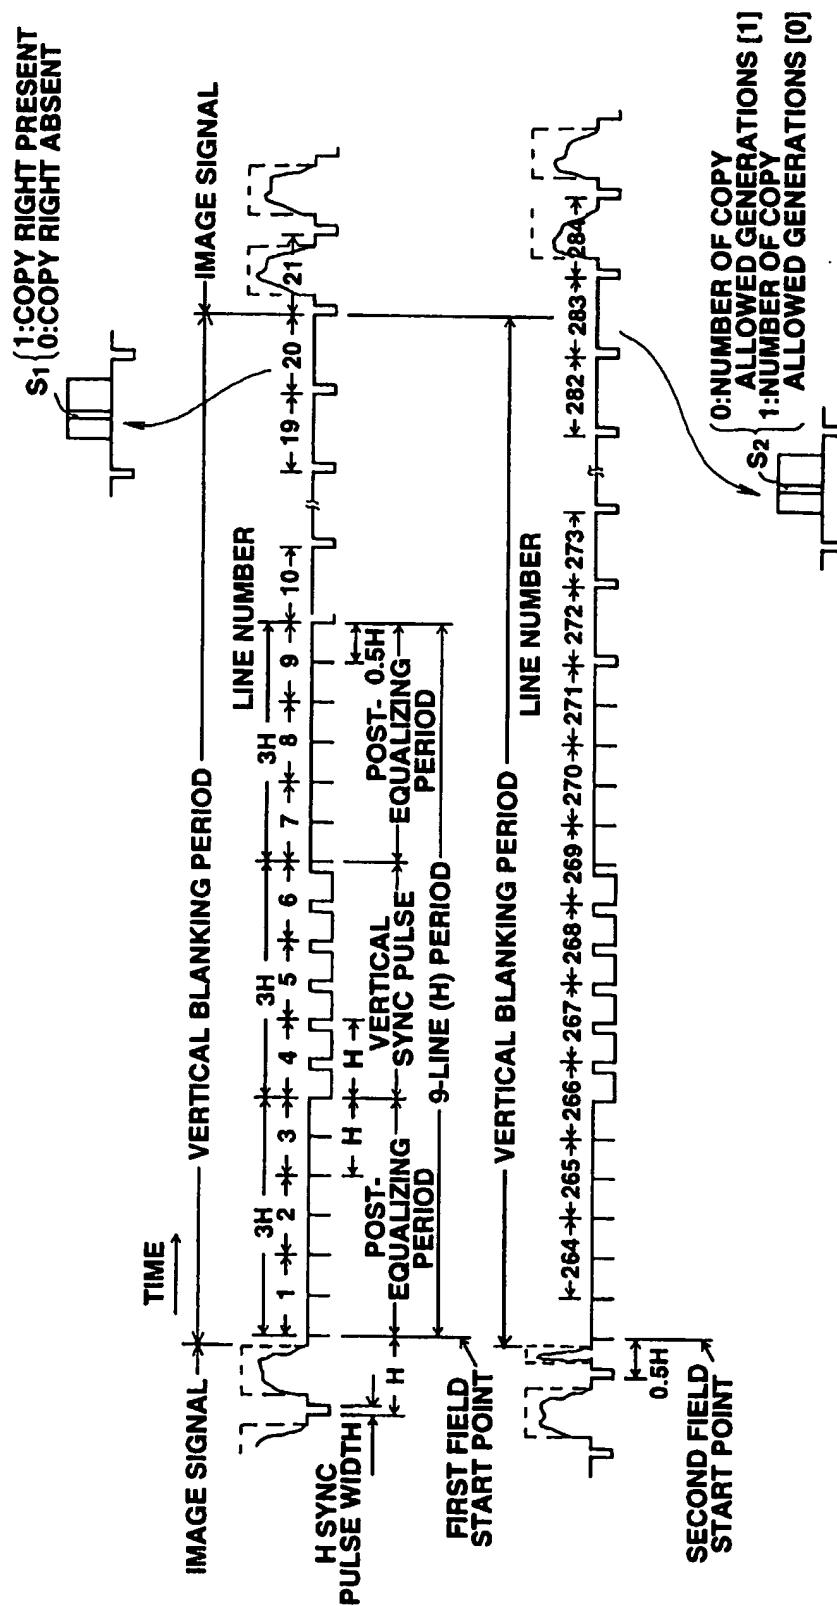 S1 { 1:COPY RIGHT PRESENT
0:COPY RIGHT ABSENT
TIME
IMAGE SIGNAL
VERTICAL BLANKING PERIOD
IMAGE SIGNAL
LINE NUMBER
3H
3H
3H
1 2 3 4 5 6 7 8 9 10 19 20 21
H SYNC
PULSE WIDTH
H
H
H
0.5H
POST-
EQUALIZING
PERIOD
VERTICAL
SYNC PULSE
POST-
EQUALIZING
PERIOD
9-LINE (H) PERIOD
FIRST FIELD
START POINT
VERTICAL BLANKING PERIOD
LINE NUMBER
264 265 266 267 268 269 270 271 272 273 282 283 284
0.5H
SECOND FIELD
START POINT
S2 { 0:NUMBER OF COPY
ALLOWED GENERATIONS [1]
1:NUMBER OF COPY
ALLOWED GENERATIONS [0]